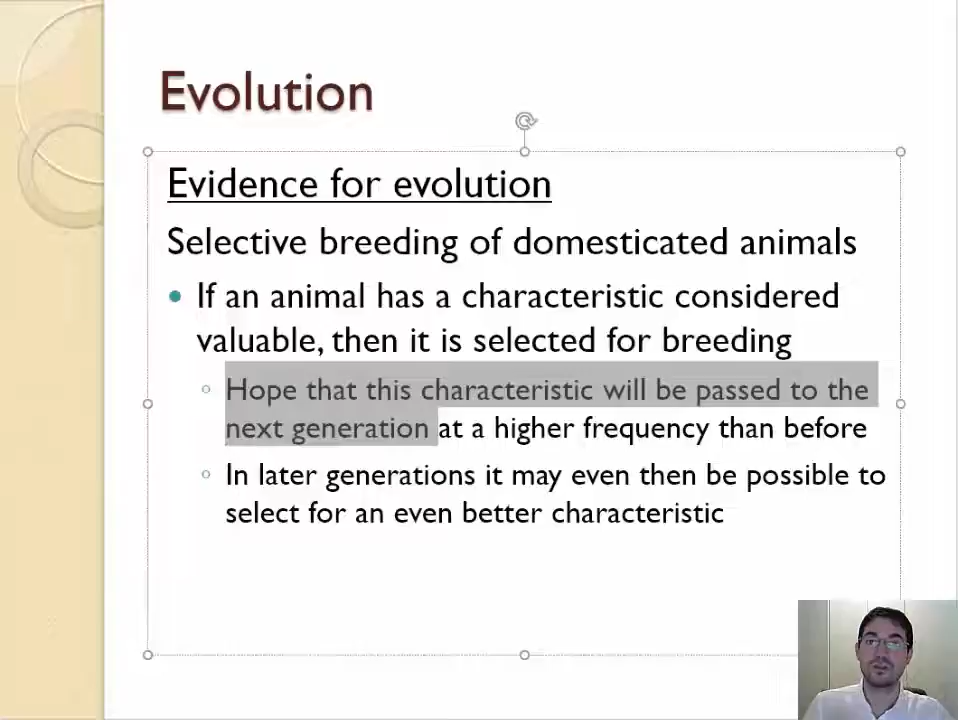 Evolution
Evidence for evolution
Selective breeding of domesticated animals
If an animal has a characteristic considered
valuable, then it is selected for breeding
Hope that this characteristic will be passed to the
next generation at a higher frequency than before
In later generations it may even then be possible to
select for an even better characteristic